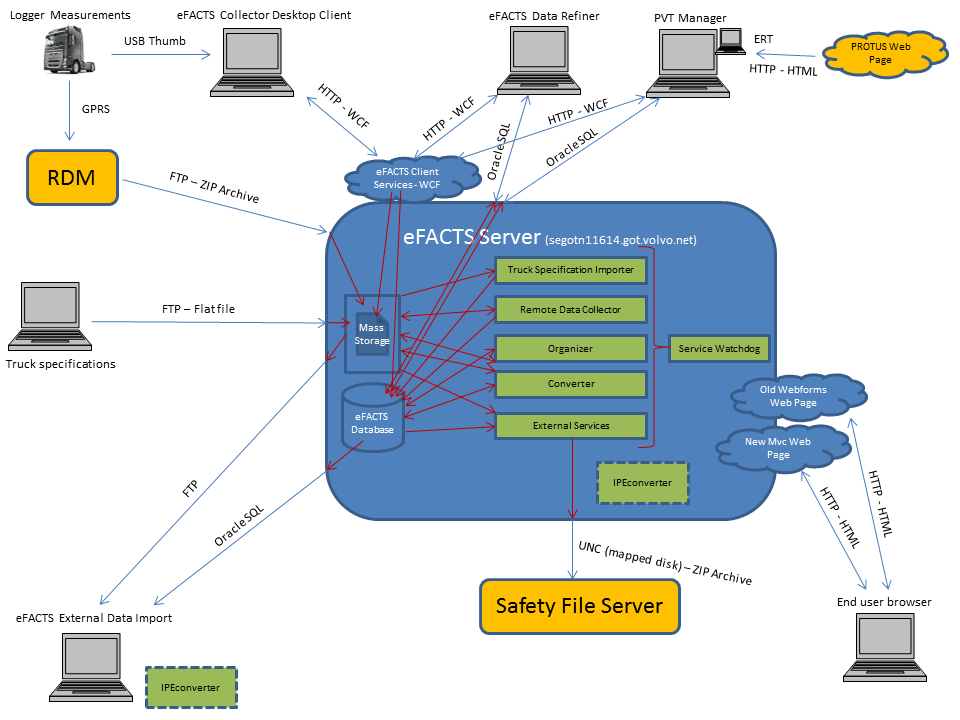 Logger Measurements
eFACTS Collector Desktop Client
eFACTS Data Refiner
PVT Manager
USB Thumb
ERT
PROTUS Web
Page
HTTP - HTML
GPRS
HTTP - WCF
HTTP - WCF
HTTP - WCF
Oracle SQL
Oracle SQL
RDM
FTP – ZIP Archive
eFACTS Client
Services - WCF
eFACTS Server (segotn11614.got.volvo.net)
Truck Specification Importer
Remote Data Collector
Organizer
Converter
External Services
Service Watchdog
Mass
Storage
eFACTS
Database
FTP – Flat file
Truck specifications
Old Webforms
Web Page
New Mvc Web
Page
IPEconverter
FTP
Oracle SQL
HTTP - HTML
HTTP - HTML
UNC (mapped disk) – ZIP Archive
Safety File Server
End user browser
eFACTS External Data Import
IPEconverter